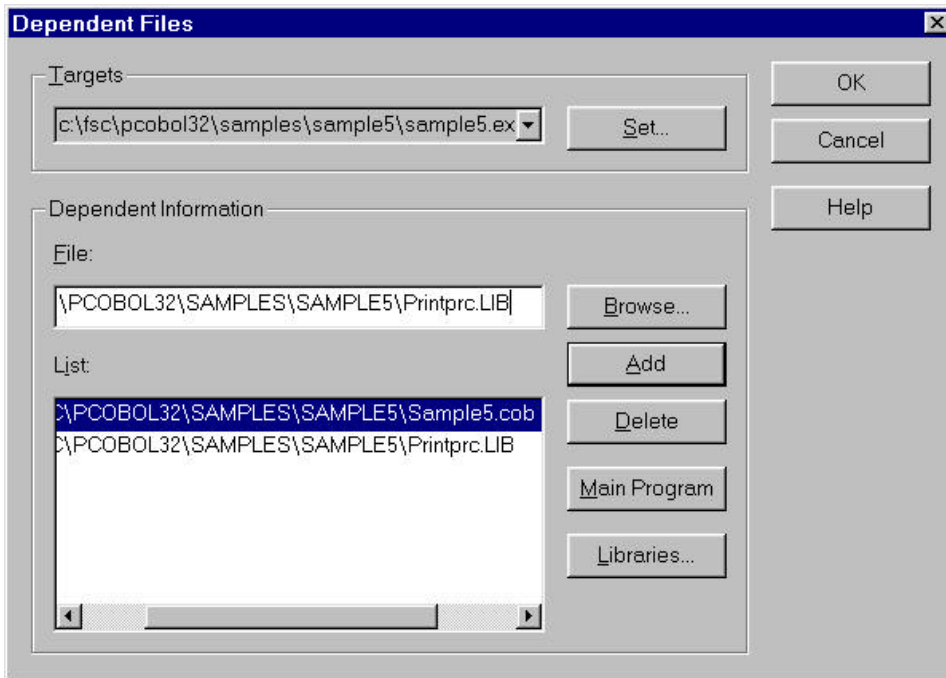 Dependent Files
Targets
c:\fsc\pcobol32\samples\sample5\sample5.ex
Set...
OK
Cancel
Help
Dependent Information
File:
\PCOBOL32\SAMPLES\SAMPLE5\Printprc.LIB
Browse...
List:
Add
C\PCOBOL32\SAMPLES\SAMPLE5\Sample5.cob
C\PCOBOL32\SAMPLES\SAMPLE5\Printprc.LIB
Delete
Main Program
Libraries...